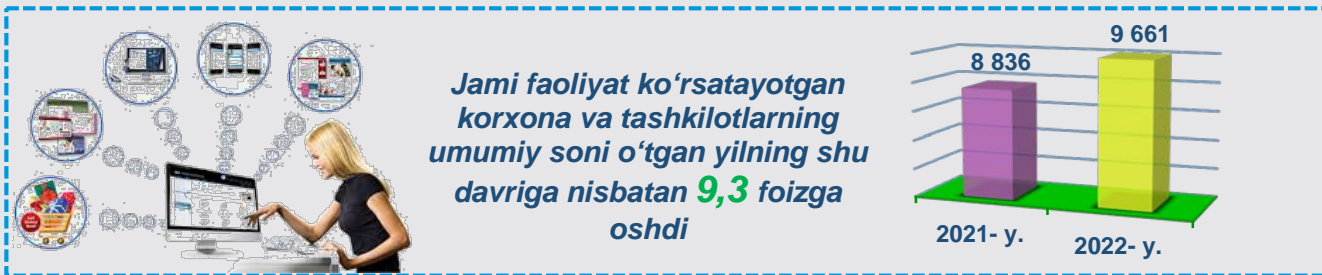 Jami faoliyat ko‘rsatayotgan
korxona va tashkilotlarning
umumiy soni o‘tgan yilning shu
davriga nisbatan 9,3 foizga
oshdi
9 661
8 836
2021- y.
2022- y.